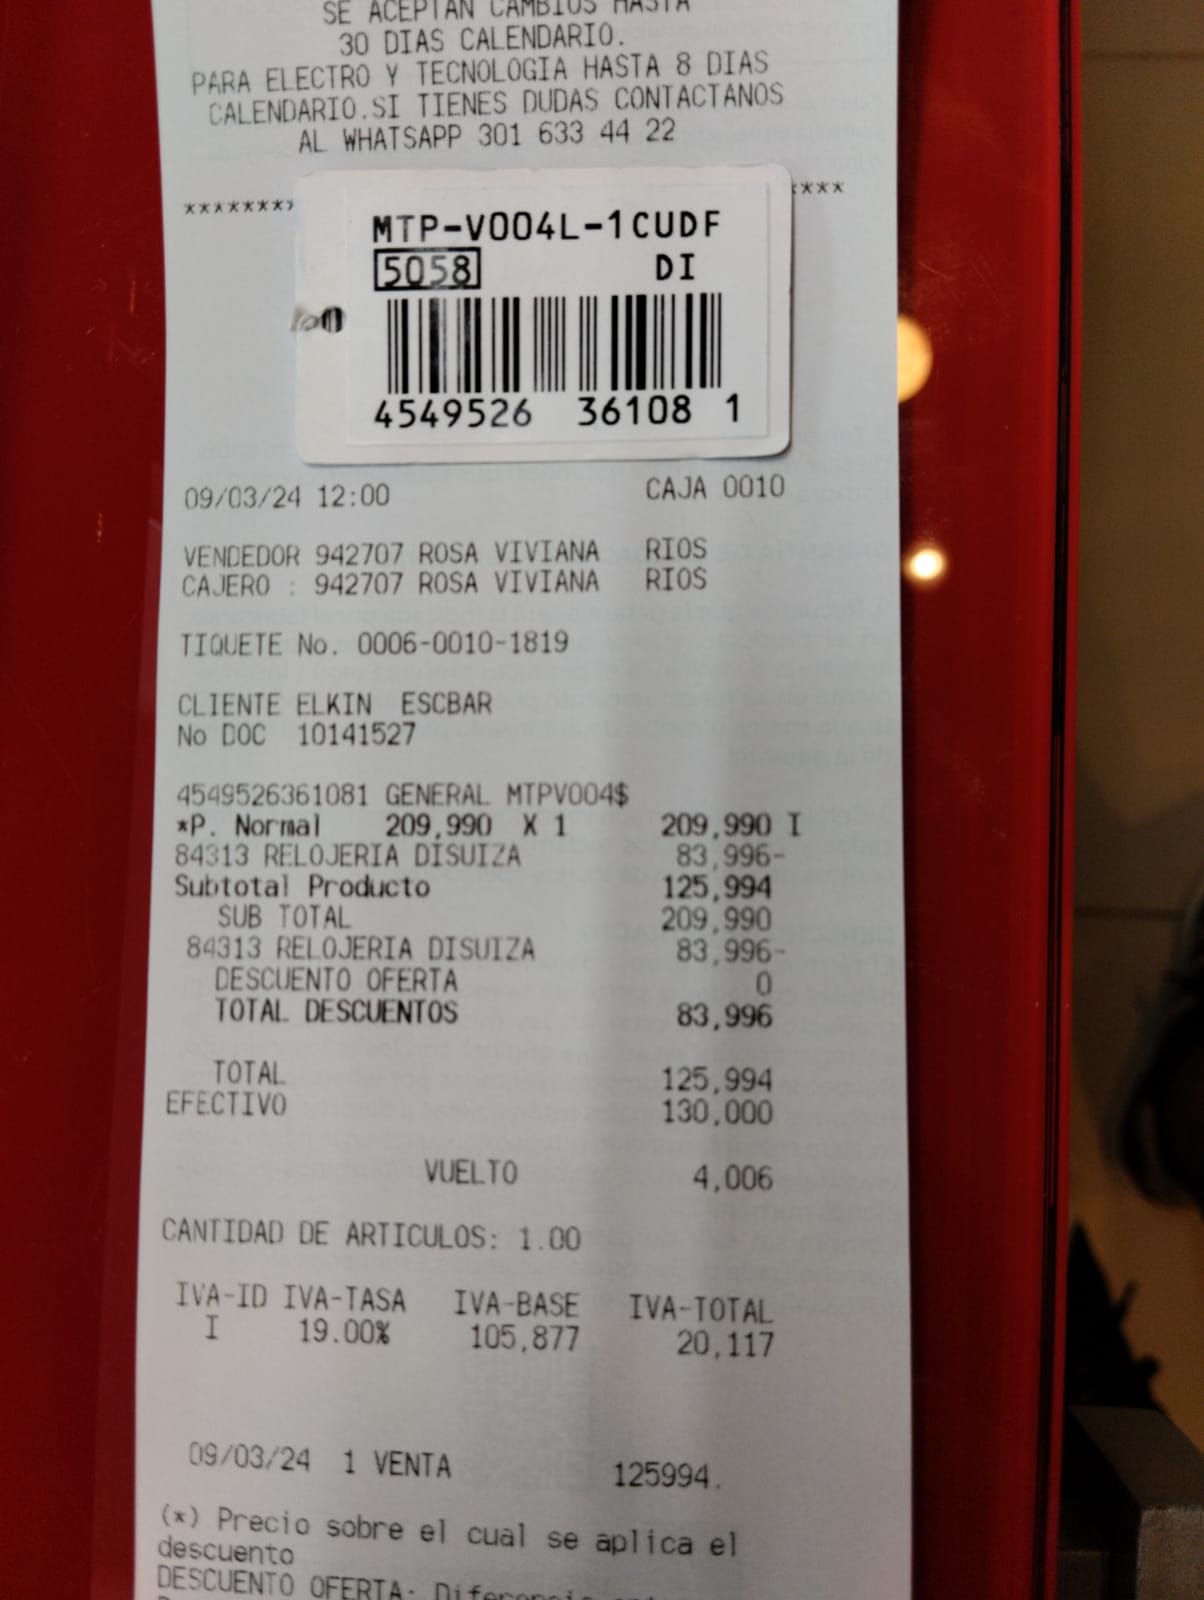 SE ACEPTAN CAMBIOS HASTA
30 DIAS CALENDARIO.
PARA ELECTRO Y TECNOLOGIA HASTA 8 DIAS
CALENDARIO.SI TIENES DUDAS CONTACTANOS
AL WHATSAPP 301 633 44 22
******** ****
MTP-V004L-1CUDF
5058 DI
4549526 36108 1
09/03/24 12:00 CAJA 0010
VENDEDOR 942707 ROSA VIVIANA RIOS
CAJERO : 942707 ROSA VIVIANA RIOS
TIQUETE No. 0006-0010-1819
CLIENTE ELKIN ESCBAR
No DOC 10141527
4549526361081 GENERAL MTPV004$
*P. Normal 209,990 X 1 209,990 I
84313 RELOJERIA DISUIZA 83,996-
Subtotal Producto 125,994
SUB TOTAL 209,990
84313 RELOJERIA DISUIZA 83,996-
DESCUENTO OFERTA 0
TOTAL DESCUENTOS 83,996
TOTAL 125,994
EFECTIVO 130,000
VUELTO 4,006
CANTIDAD DE ARTICULOS: 1.00
IVA-ID IVA-TASA IVA-BASE IVA-TOTAL
I 19.00% 105,877 20,117
09/03/24 1 VENTA 125994.
(*) Precio sobre el cual se aplica el
descuento
DESCUENTO OFERTA: Diferencia